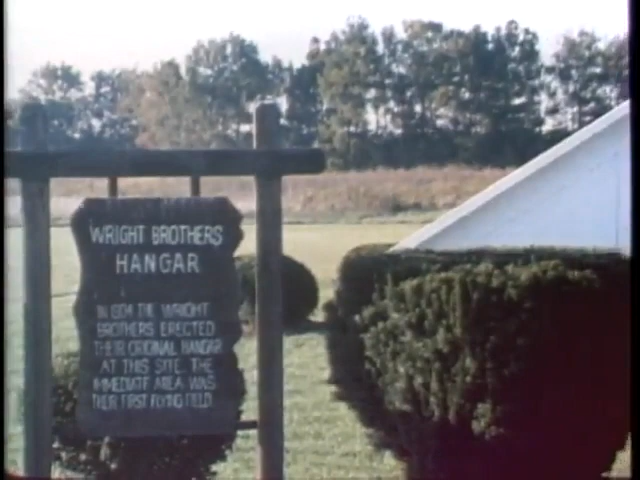 WRIGHT BROTHERS
HANGAR
IN 1904 THE WRIGHT
BROTHERS ERECTED
THEIR ORIGINAL HANGAR
AT THIS SITE. THE
IMMEDIATE AREA WAS
THEIR FIRST FLYING FIELD.